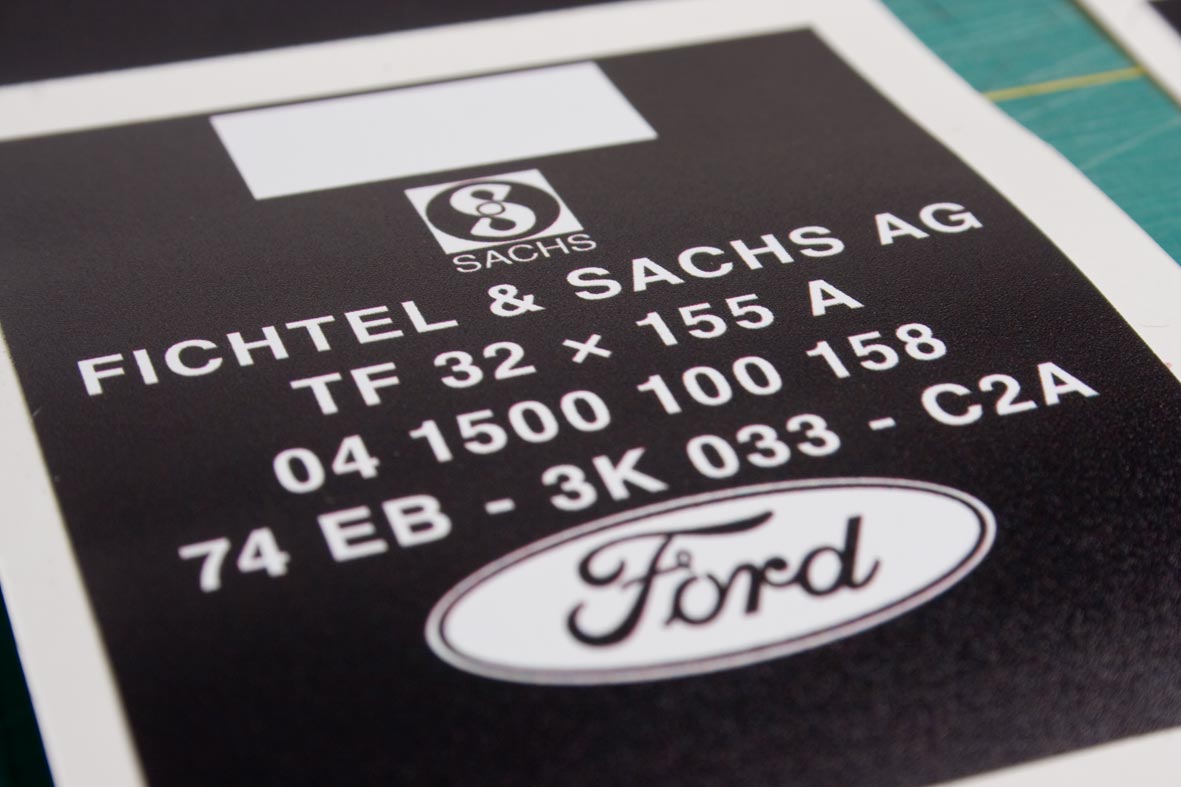 SACHS
FICHTEL & SACHS AG
TF 32 × 155 A
04 1500 100 158
74 EB - 3K 033 - C2A
Ford